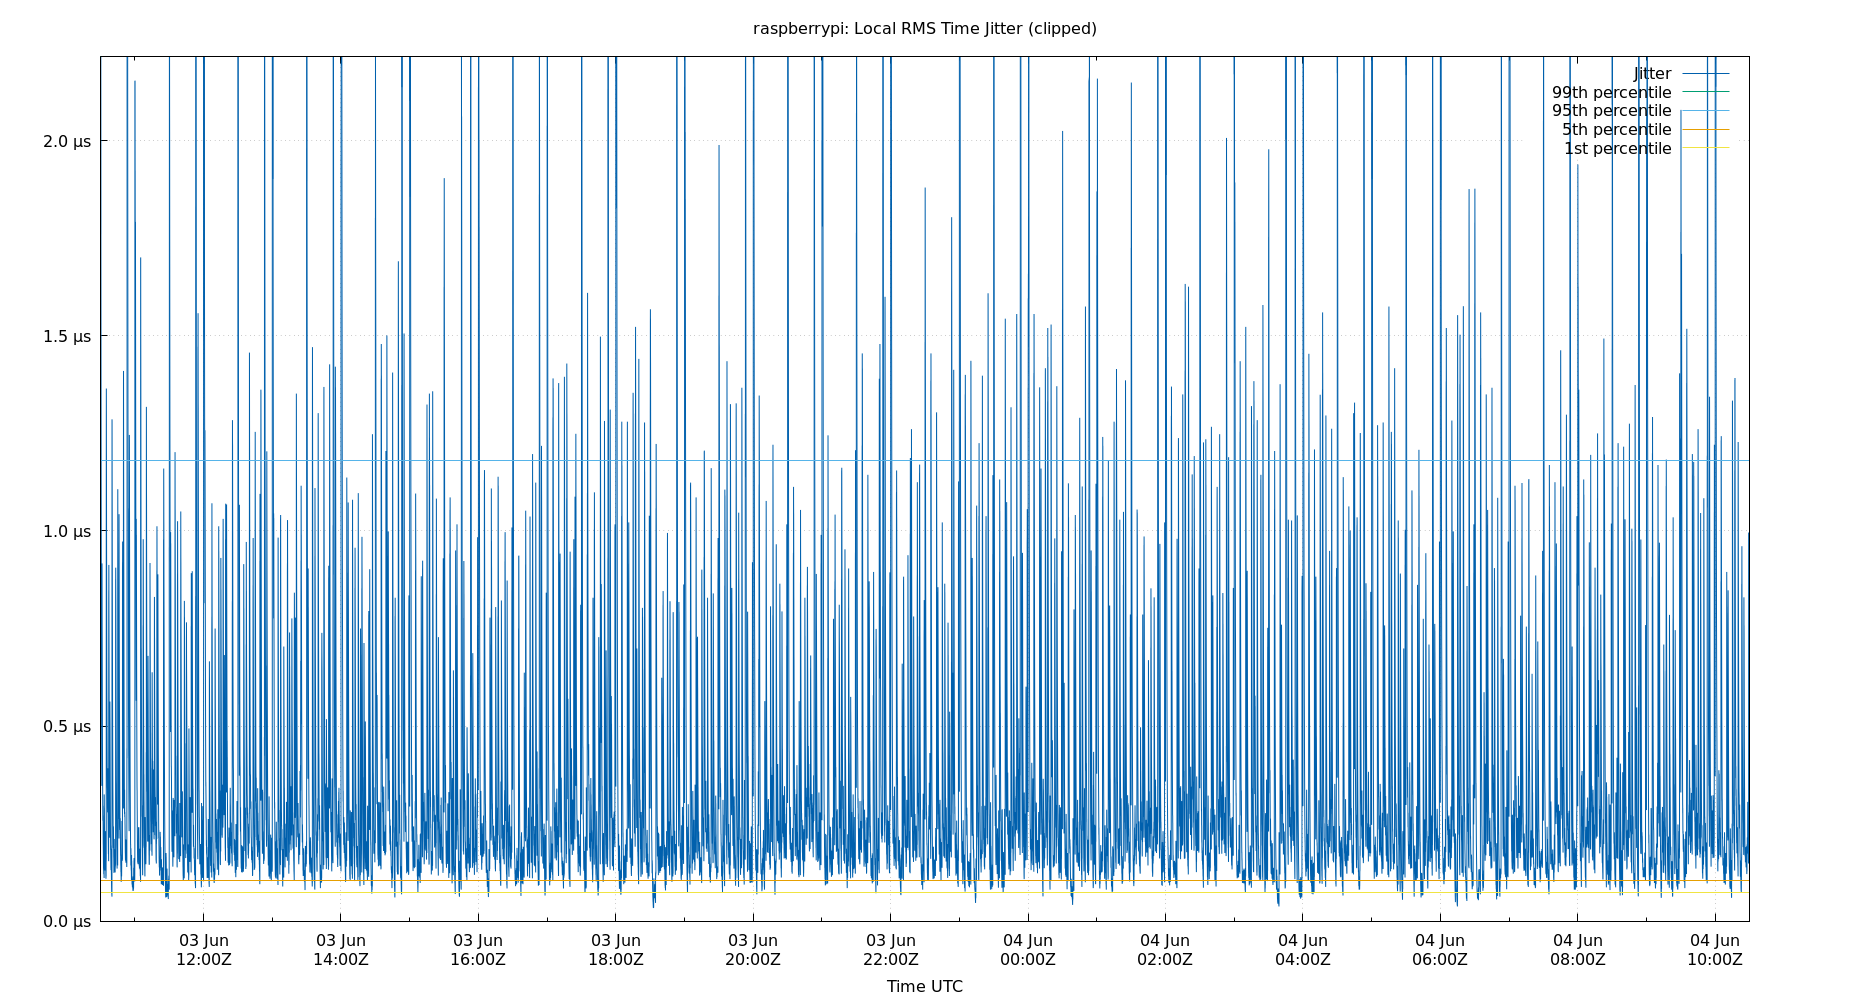 raspberrypi: Local RMS Time Jitter (clipped)
Jitter
99th percentile
95th percentile
5th percentile
1st percentile
2.0 µs
1.5 µs
1.0 µs
0.5 µs
0.0 µs
03 Jun 03 Jun 03 Jun 03 Jun 03 Jun 03 Jun 04 Jun 04 Jun 04 Jun 04 Jun 04 Jun 04 Jun
12:00Z 14:00Z 16:00Z 18:00Z 20:00Z 22:00Z 00:00Z 02:00Z 04:00Z 06:00Z 08:00Z 10:00Z
Time UTC